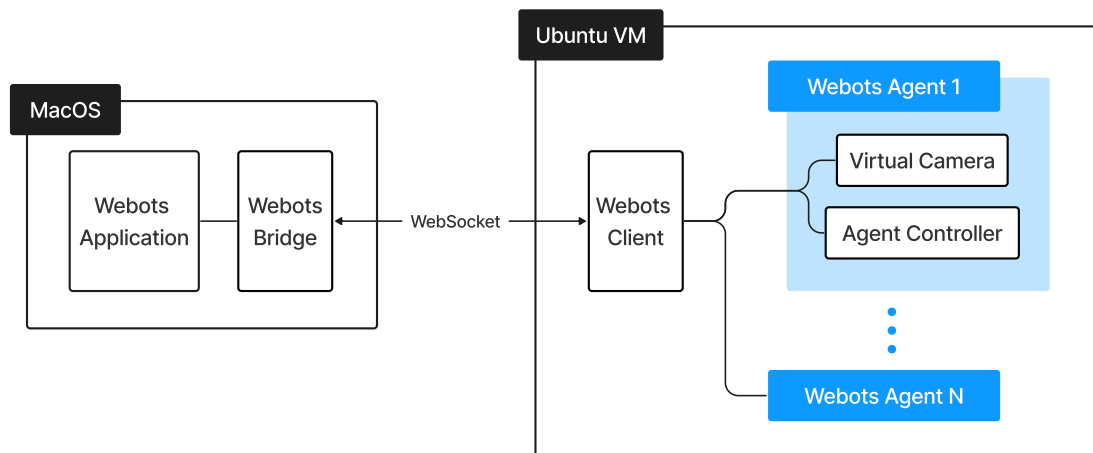 Ubuntu VM
MacOS
Webots
Application
Webots
Bridge
WebSocket
Webots
Client
Webots Agent 1
Virtual Camera
Agent Controller
Webots Agent N